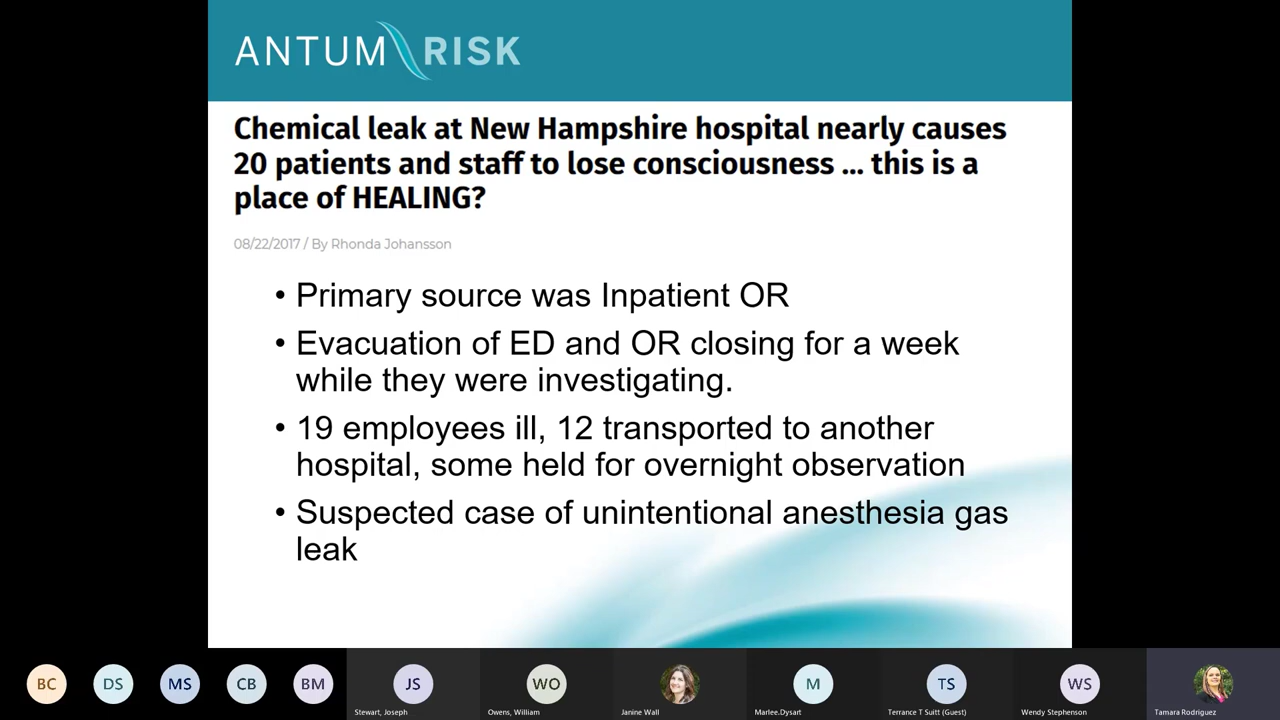 ANTUM RISK
Chemical leak at New Hampshire hospital nearly causes
20 patients and staff to lose consciousness ... this is a
place of HEALING?
08/22/2017 / By Rhonda Johansson
• Primary source was Inpatient OR
• Evacuation of ED and OR closing for a week
while they were investigating.
• 19 employees ill, 12 transported to another
hospital, some held for overnight observation
• Suspected case of unintentional anesthesia gas
leak
BC DS MS CB BM JS WO M TS WS
Stewart, Joseph Owens, William Janine Wall Marlee.Dysart Terrance T Suitt (Guest) Wendy Stephenson Tamara Rodriguez